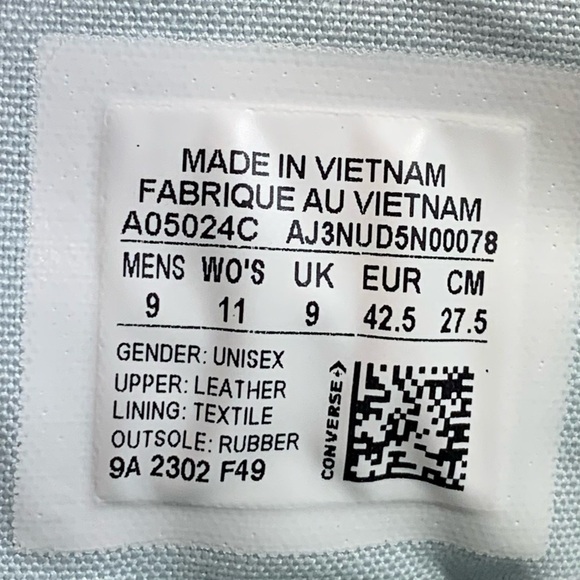 MADE IN VIETNAM
FABRIQUE AU VIETNAM
A05024C AJ3NUD5N00078
MENS WO'S UK EUR CM
9 11 9 42.5 27.5
GENDER: UNISEX
UPPER: LEATHER
LINING: TEXTILE
OUTSOLE: RUBBER
9A 2302 F49
CONVERSE